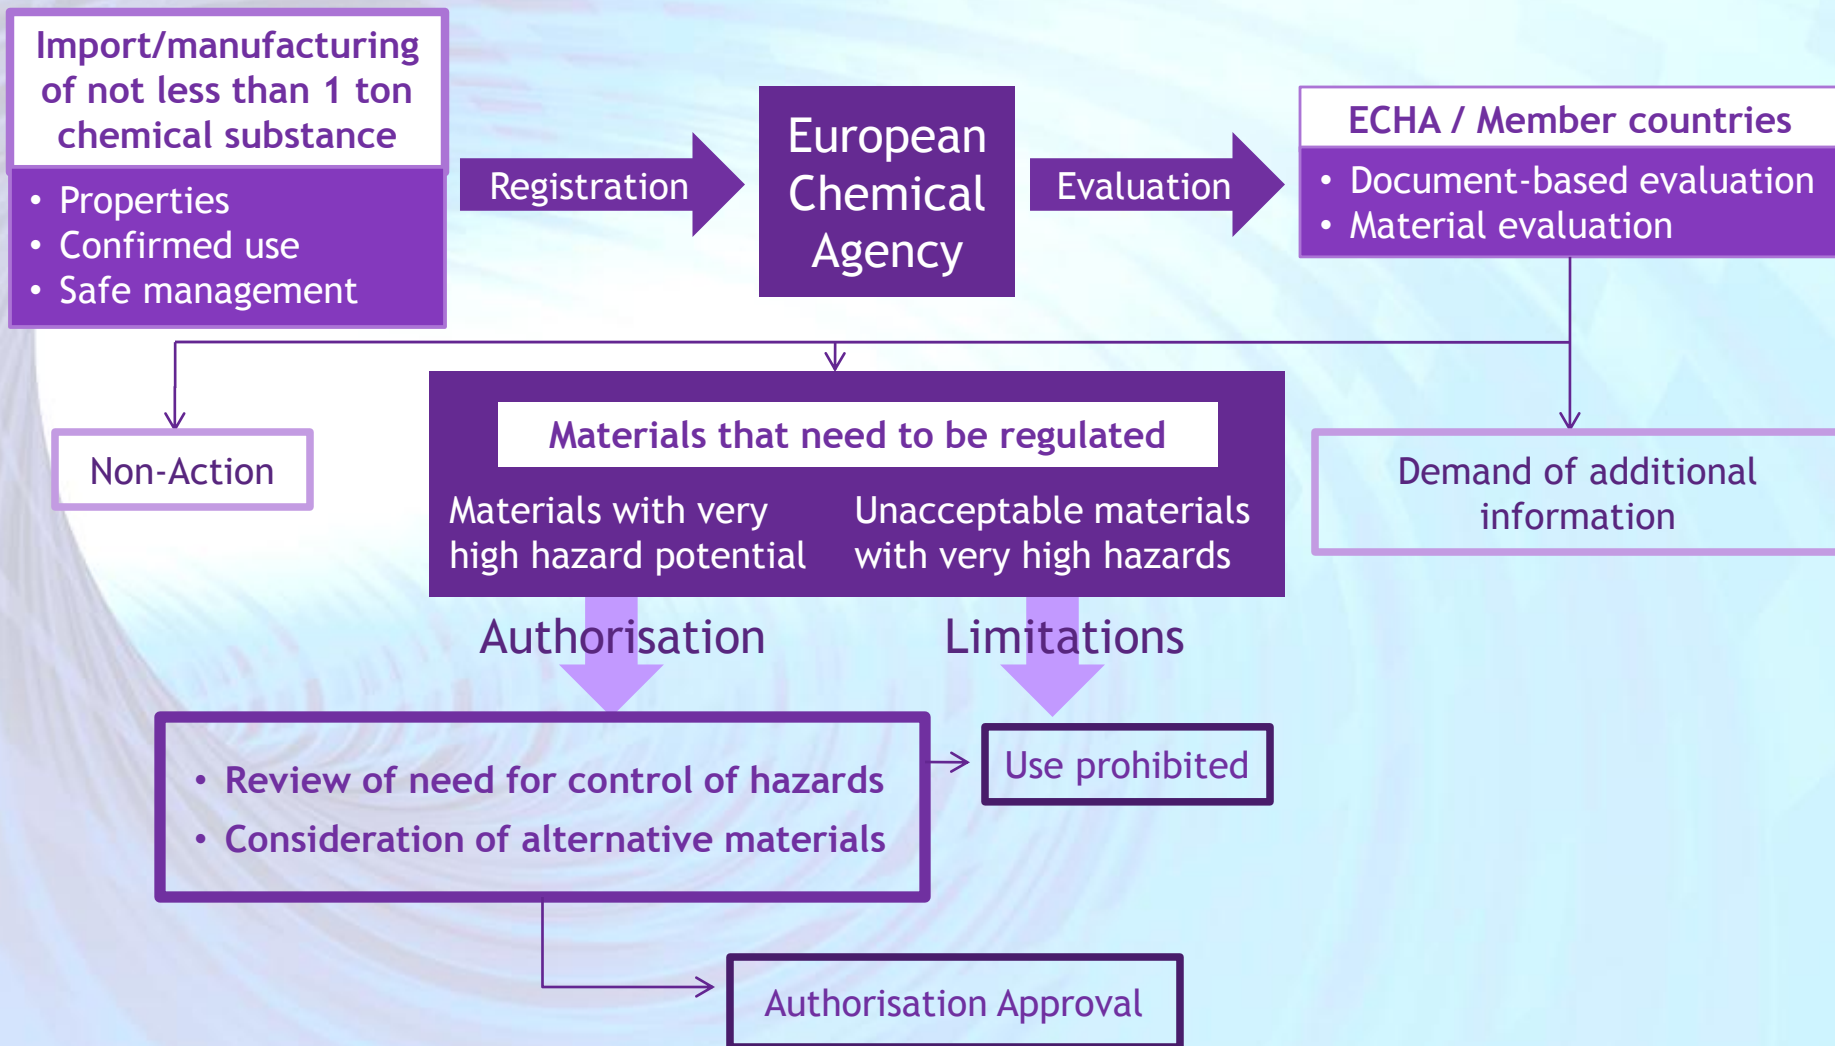 Import/manufacturing
of not less than 1 ton
chemical substance
• Properties
• Confirmed use
• Safe management
Registration
European
Chemical
Agency
Evaluation
ECHA / Member countries
• Document-based evaluation
• Material evaluation
Non-Action
Materials that need to be regulated
Materials with very
high hazard potential
Unacceptable materials
with very high hazards
Demand of additional
information
Authorisation
Limitations
• Review of need for control of hazards
• Consideration of alternative materials
Use prohibited
Authorisation Approval